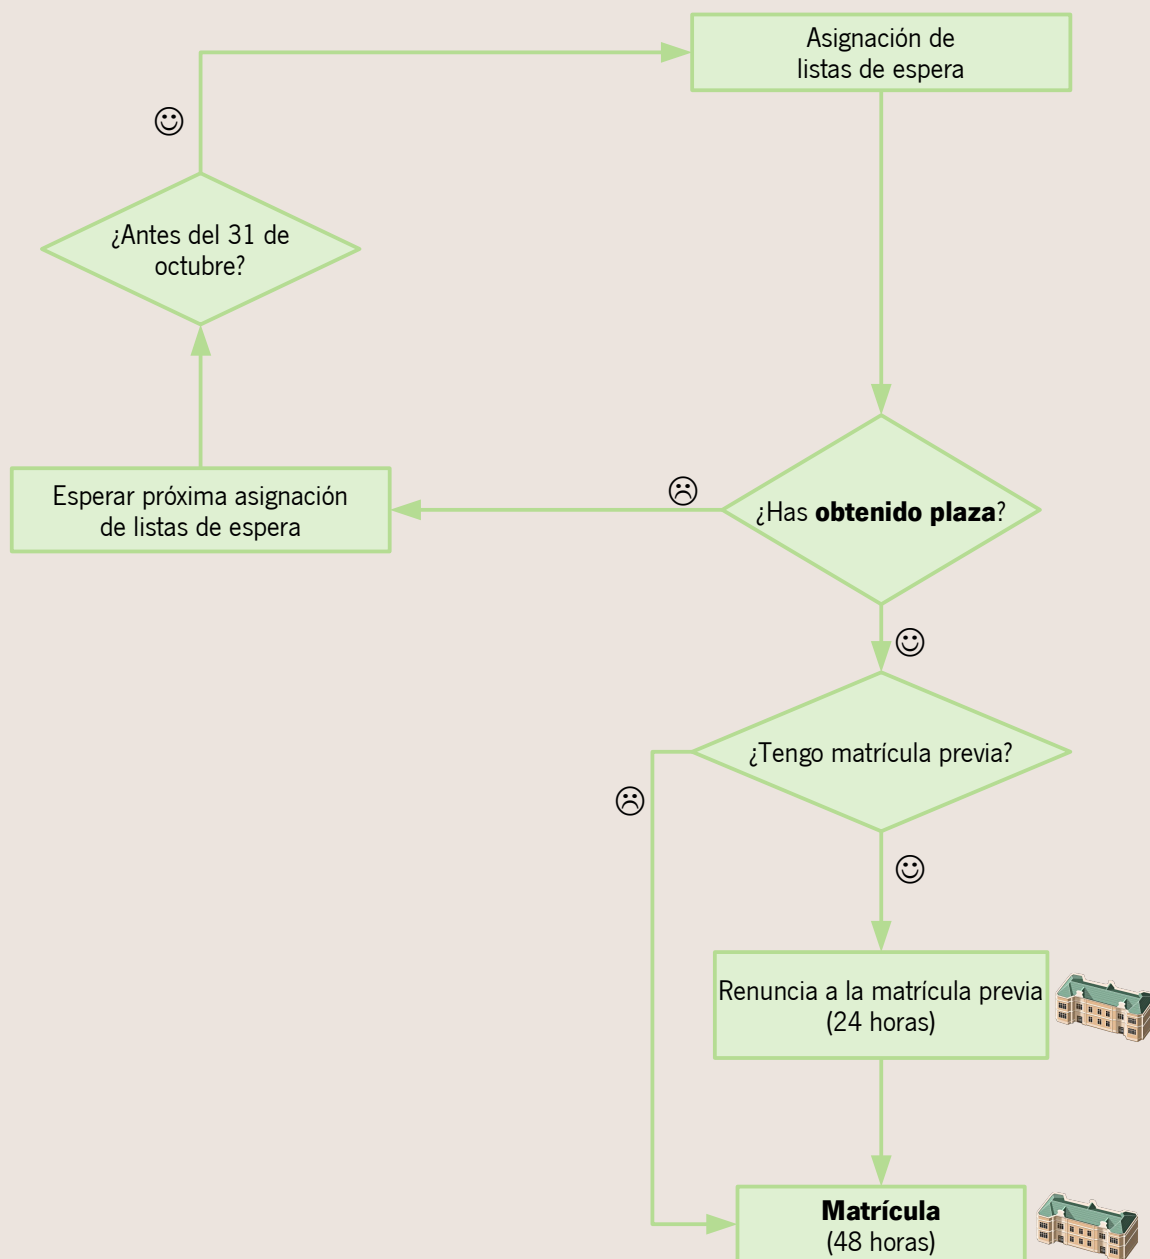 Asignación de
listas de espera
¿Antes del 31 de
octubre?
Esperar próxima asignación
de listas de espera
¿Has obtenido plaza?
¿Tengo matrícula previa?
Renuncia a la matrícula previa
(24 horas)
Matrícula
(48 horas)